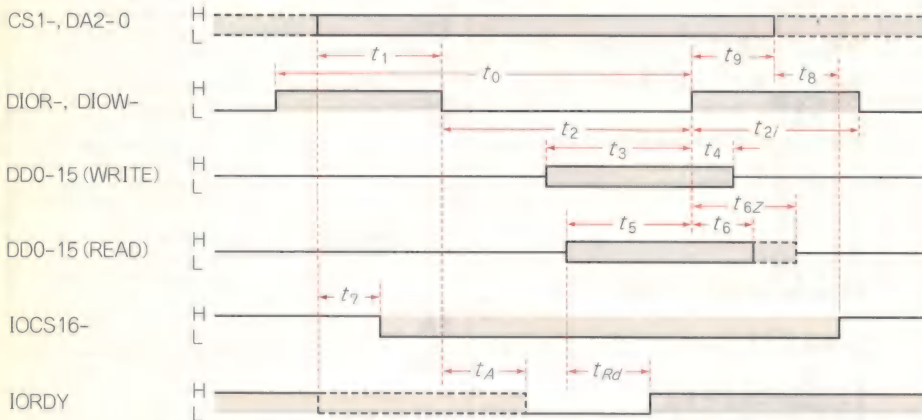 CS1-, DA2-0 H
L
t1 t9
t0 t8
DIOR-, DIOW- H
L
t2 t2i
t3 t4
DD0-15 (WRITE) H
L
t6Z
t5 t6
DD0-15 (READ) H
L
t7
IOCS16- H
L
tA tRd
IORDY H
L